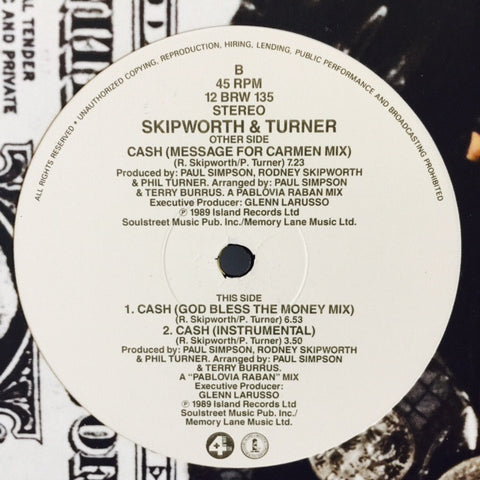 AL TENDER
C AND PRIVATE
ALL RIGHTS RESERVED • UNAUTHORIZED COPYING, REPRODUCTION, HIRING, LENDING, PUBLIC PERFORMANCE AND BROADCASTING PROHIBITED
B
45 RPM
12 BRW 135
STEREO
SKIPWORTH & TURNER
OTHER SIDE
CASH (MESSAGE FOR CARMEN MIX)
(R. Skipworth/P. Turner) 7.23
Produced by: PAUL SIMPSON, RODNEY SKIPWORTH
& PHIL TURNER. Arranged by: PAUL SIMPSON
& TERRY BURRUS. A PABLOVIA RABAN MIX
Executive Producer: GLENN LARUSSO
℗ 1989 Island Records Ltd
Soulstreet Music Pub. Inc./Memory Lane Music Ltd.
THIS SIDE
1. CASH (GOD BLESS THE MONEY MIX)
(R. Skipworth/P. Turner) 6.53
2. CASH (INSTRUMENTAL)
(R. Skipworth/P. Turner) 3.50
Produced by: PAUL SIMPSON, RODNEY SKIPWORTH
& PHIL TURNER. Arranged by: PAUL SIMPSON
& TERRY BURRUS.
A "PABLOVIA RABAN" MIX
Executive Producer:
GLENN LARUSSO
℗ 1989 Island Records Ltd
Soulstreet Music Pub. Inc./
Memory Lane Music Ltd.
4